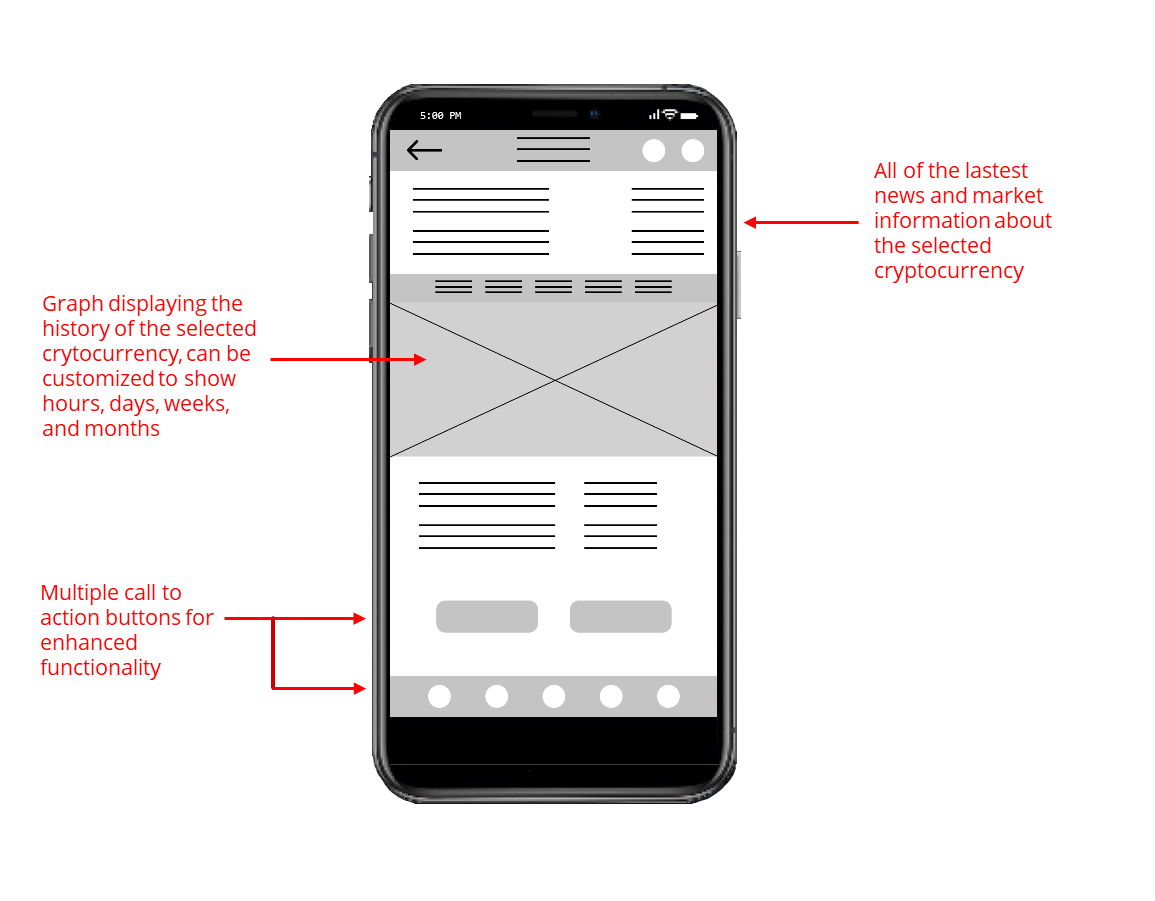 5:00 PM
All of the lastest
news and market
information about
the selected
cryptocurrency
Graph displaying the
history of the selected
crytocurrency, can be
customized to show
hours, days, weeks,
and months
Multiple call to
action buttons for
enhanced
functionality